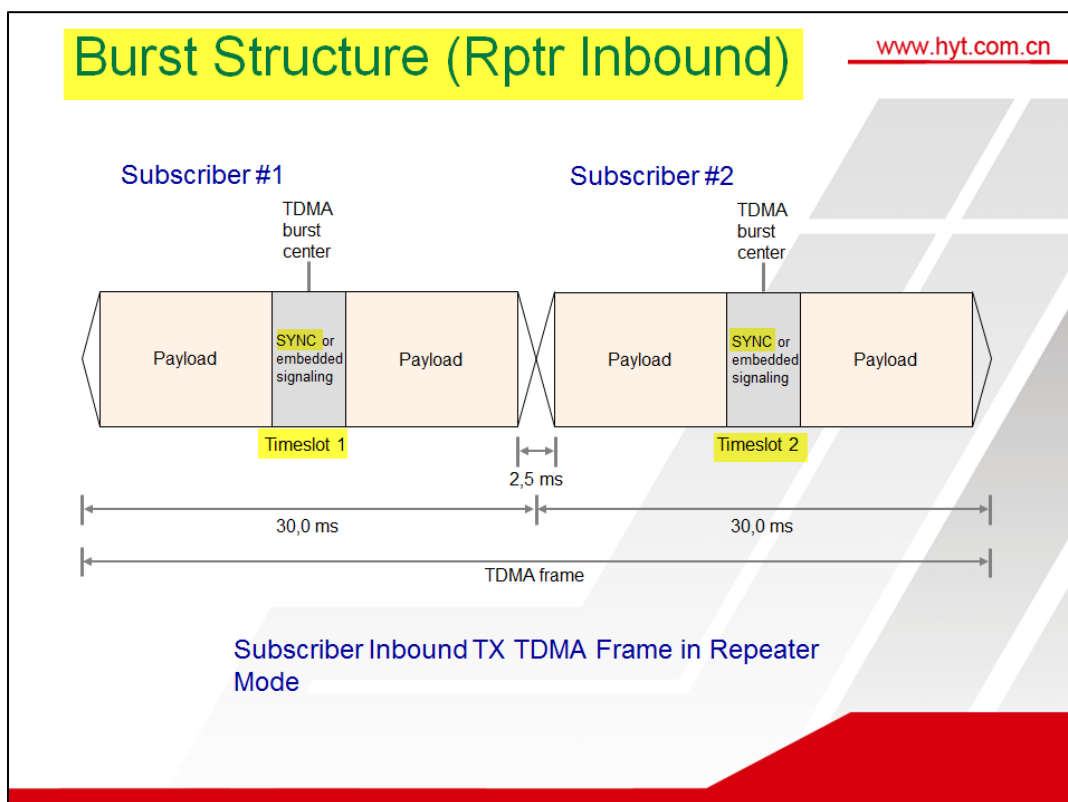 Burst Structure (Rptr Inbound)
www.hyt.com.cn
Subscriber #1
Subscriber #2
TDMA
burst
center
TDMA
burst
center
Payload
SYNC or
embedded
signaling
Payload
Payload
SYNC or
embedded
signaling
Payload
Timeslot 1
Timeslot 2
2,5 ms
30,0 ms
30,0 ms
TDMA frame
Subscriber Inbound TX TDMA Frame in Repeater
Mode